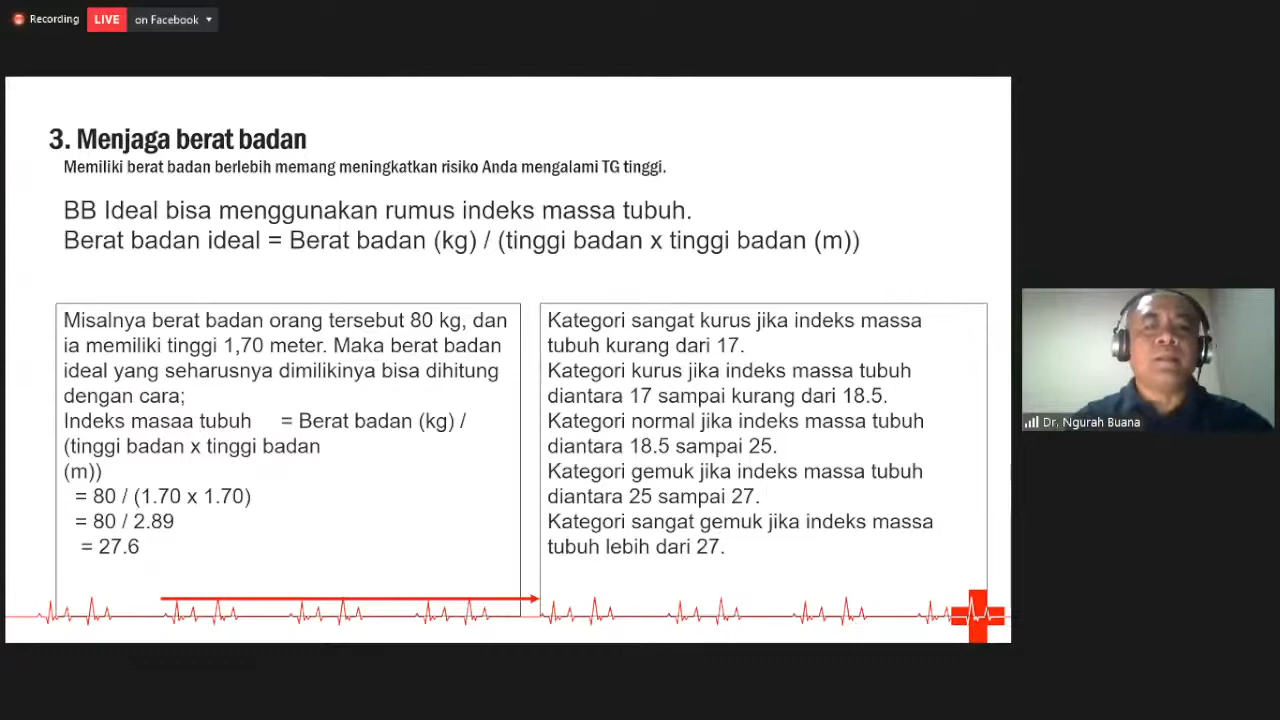 Recording
LIVE
on Facebook
3. Menjaga berat badan
Memiliki berat badan berlebih memang meningkatkan risiko Anda mengalami TG tinggi.
BB Ideal bisa menggunakan rumus indeks massa tubuh.
Berat badan ideal = Berat badan (kg) / (tinggi badan x tinggi badan (m))
Misalnya berat badan orang tersebut 80 kg, dan
ia memiliki tinggi 1,70 meter. Maka berat badan
ideal yang seharusnya dimilikinya bisa dihitung
dengan cara;
Indeks masaa tubuh = Berat badan (kg) /
(tinggi badan x tinggi badan
(m))
= 80 / (1.70 x 1.70)
= 80 / 2.89
= 27.6
Kategori sangat kurus jika indeks massa
tubuh kurang dari 17.
Kategori kurus jika indeks massa tubuh
diantara 17 sampai kurang dari 18.5.
Kategori normal jika indeks massa tubuh
diantara 18.5 sampai 25.
Kategori gemuk jika indeks massa tubuh
diantara 25 sampai 27.
Kategori sangat gemuk jika indeks massa
tubuh lebih dari 27.
Dr. Ngurah Buana